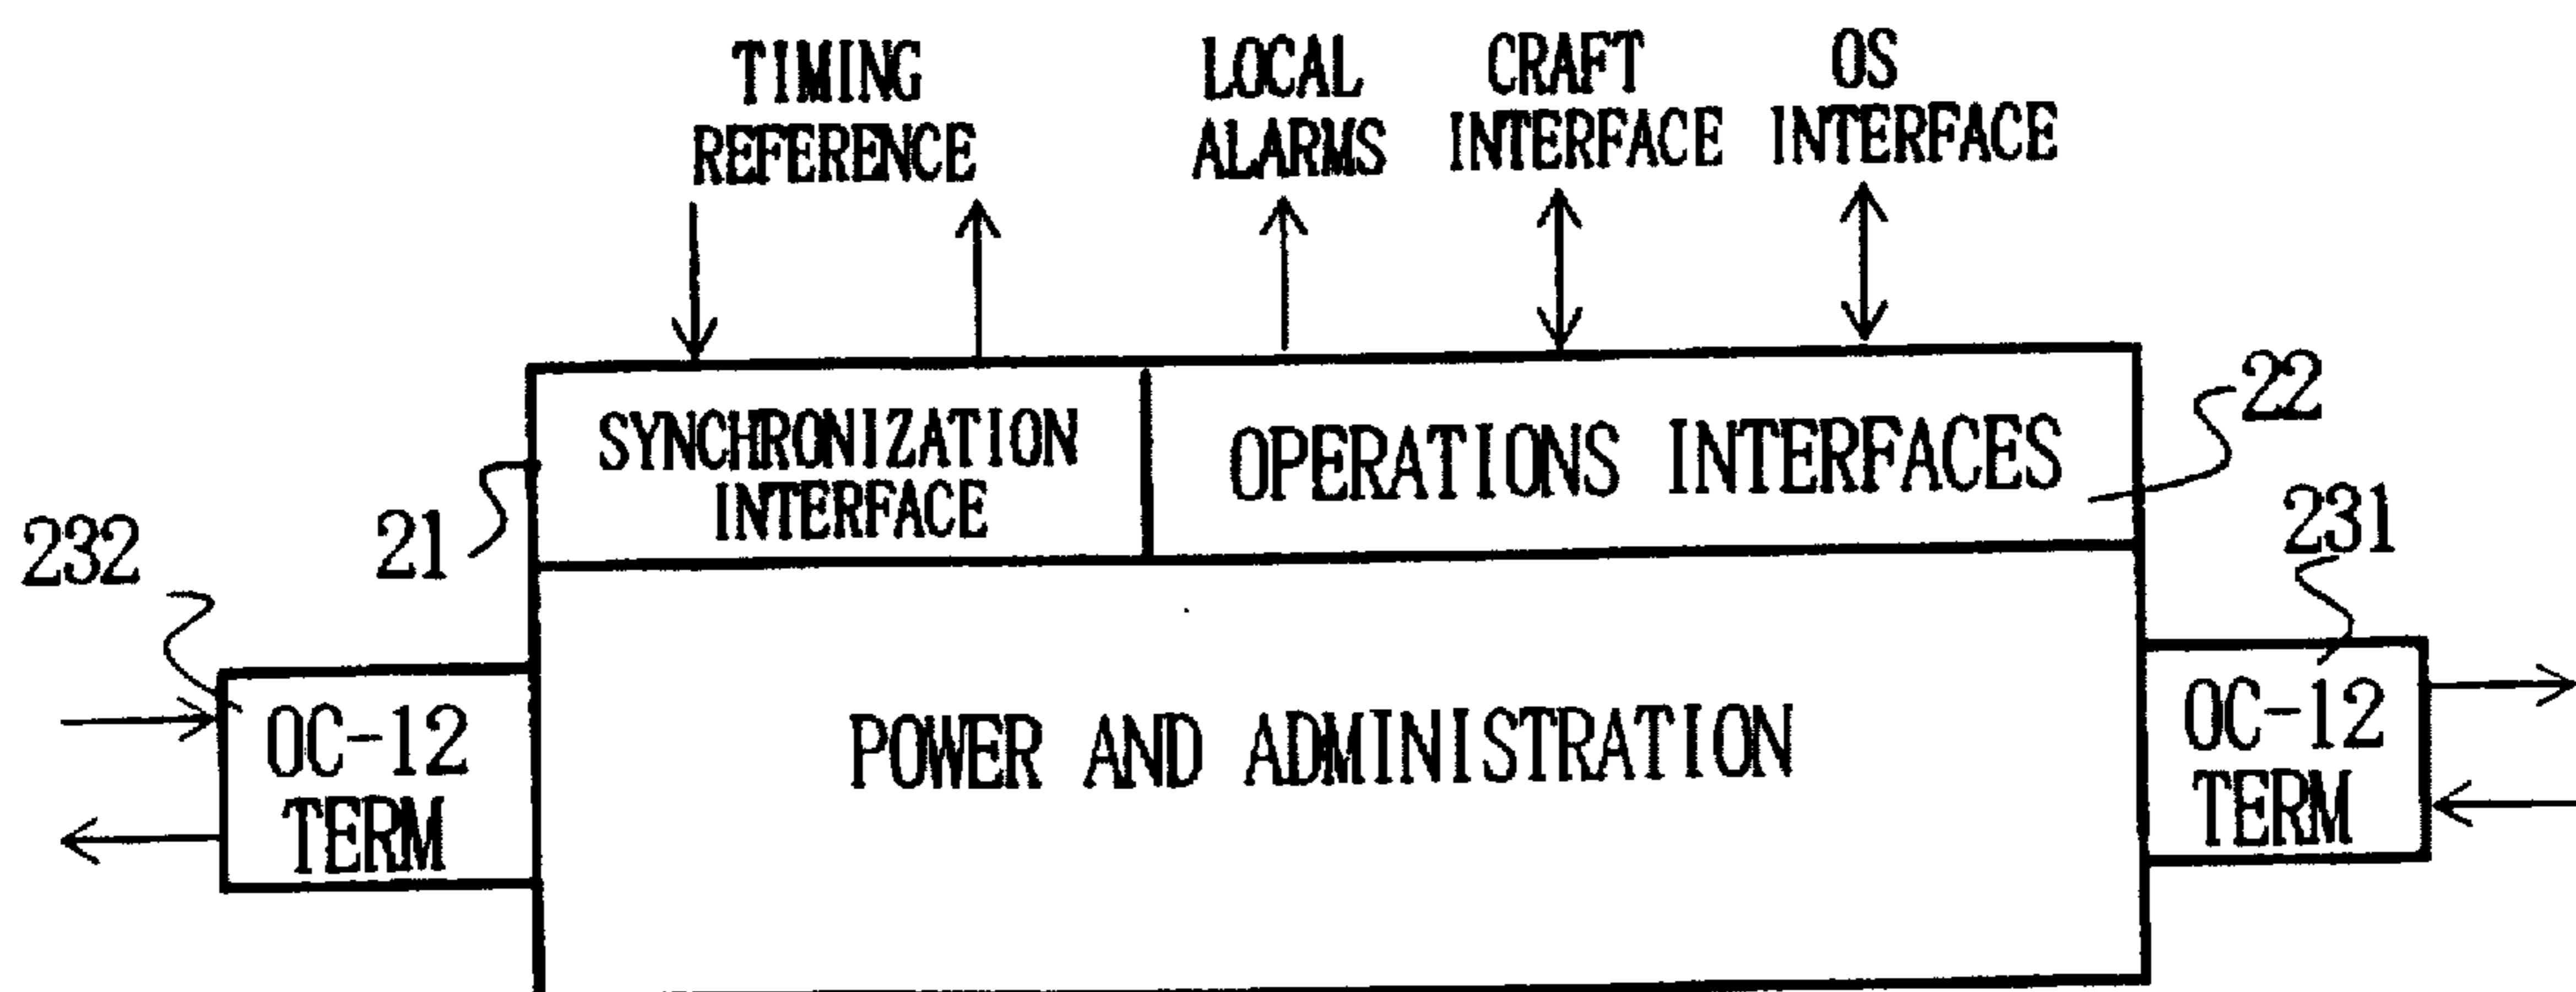 TIMING
REFERENCE
LOCAL
ALARMS
CRAFT
INTERFACE
OS
INTERFACE
SYNCHRONIZATION
INTERFACE
OPERATIONS INTERFACES
22
21
232
231
OC-12
TERM
POWER AND ADMINISTRATION
OC-12
TERM